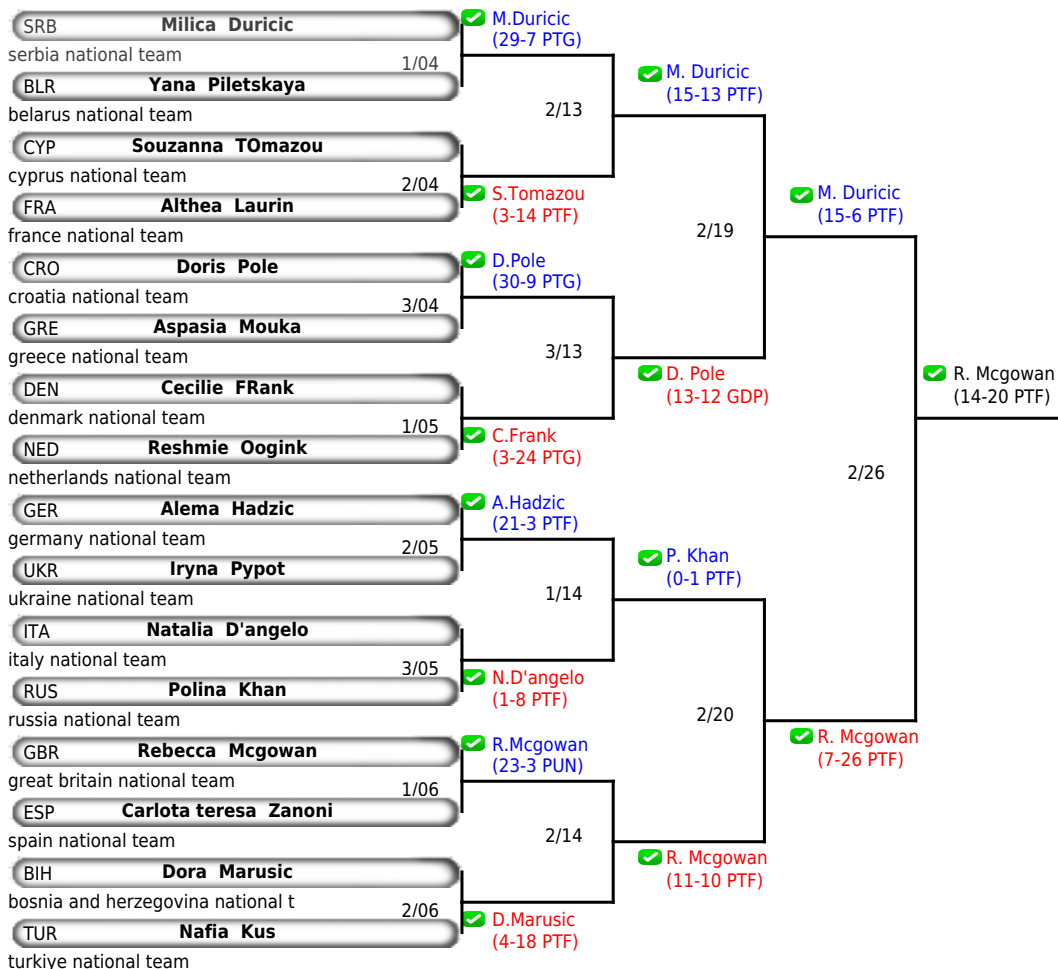 SRB Milica Duricic
serbia national team
1/04
BLR Yana Piletskaya
belarus national team
CYP Souzanna TOmazou
cyprus national team
2/04
FRA Althea Laurin
france national team
CRO Doris Pole
croatia national team
3/04
GRE Aspasia Mouka
greece national team
DEN Cecilie FRank
denmark national team
1/05
NED Reshmie Oogink
netherlands national team
GER Alema Hadzic
germany national team
2/05
UKR Iryna Pypot
ukraine national team
ITA Natalia D'angelo
italy national team
3/05
RUS Polina Khan
russia national team
GBR Rebecca Mcgowan
great britain national team
1/06
ESP Carlota teresa Zanoni
spain national team
BIH Dora Marusic
bosnia and herzegovina national t
2/06
TUR Nafia Kus
turkiye national team
M.Duricic
(29-7 PTG)
2/13
S.Tomazou
(3-14 PTF)
D.Pole
(30-9 PTG)
3/13
C.Frank
(3-24 PTG)
A.Hadzic
(21-3 PTF)
1/14
N.D'angelo
(1-8 PTF)
R.Mcgowan
(23-3 PUN)
2/14
D.Marusic
(4-18 PTF)
M. Duricic
(15-13 PTF)
2/19
D. Pole
(13-12 GDP)
P. Khan
(0-1 PTF)
2/20
R. Mcgowan
(11-10 PTF)
M. Duricic
(15-6 PTF)
2/26
R. Mcgowan
(7-26 PTF)
R. Mcgowan
(14-20 PTF)